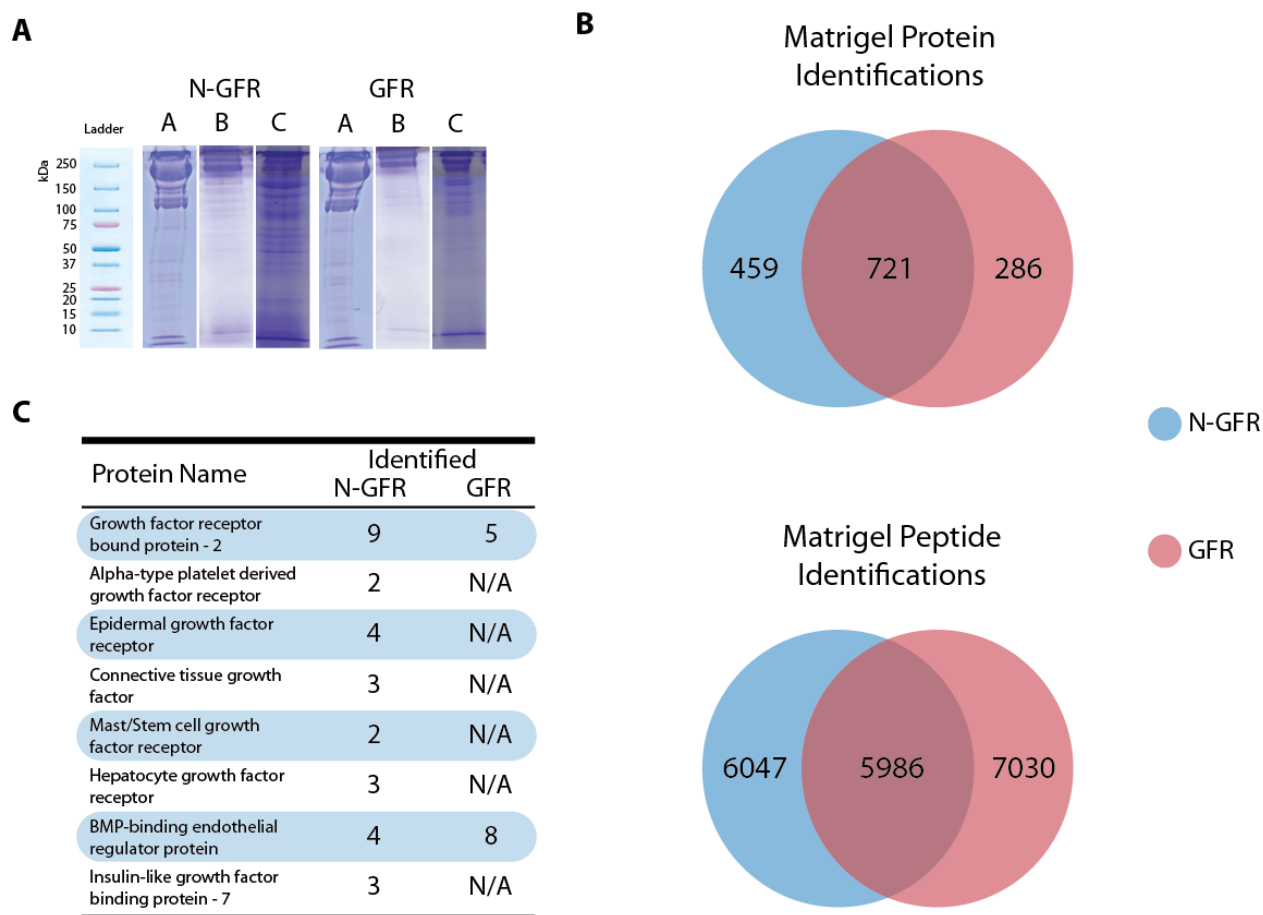 A
N-GFR GFR
Ladder A B C A B C
kDa
250
150
100
75
50
37
25
20
15
10
B
Matrigel Protein
Identifications
459 721 286
N-GFR
GFR
Matrigel Peptide
Identifications
6047 5986 7030
C
Protein Name Identified
N-GFR GFR
Growth factor receptor
bound protein - 2 9 5
Alpha-type platelet derived
growth factor receptor 2 N/A
Epidermal growth factor
receptor 4 N/A
Connective tissue growth
factor 3 N/A
Mast/Stem cell growth
factor receptor 2 N/A
Hepatocyte growth factor
receptor 3 N/A
BMP-binding endothelial
regulator protein 4 8
Insulin-like growth factor
binding protein - 7 3 N/A